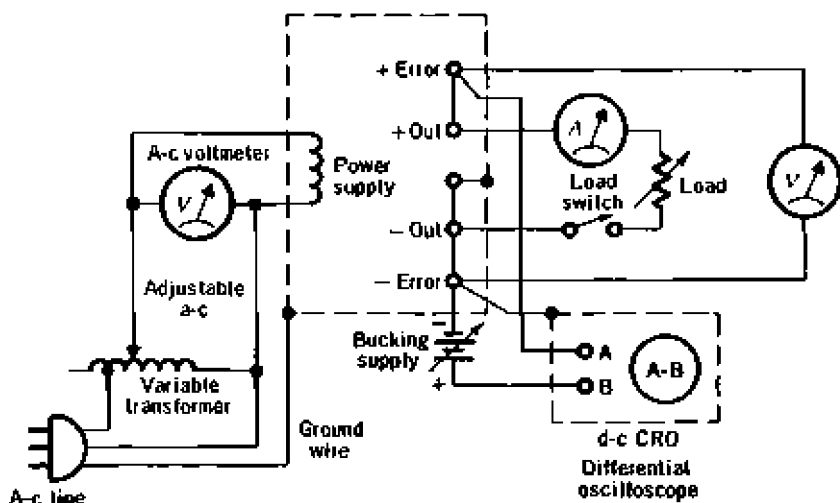 + Error
+ Out
A-c voltmeter
Power
supply
A
V
Load
switch
Load
V
– Out
– Error
Adjustable
a-c
Bucking
supply
–
+
A
B
A-B
Variable
transformer
Ground
wire
d-c CRO
Differential
oscilloscope
A-c line